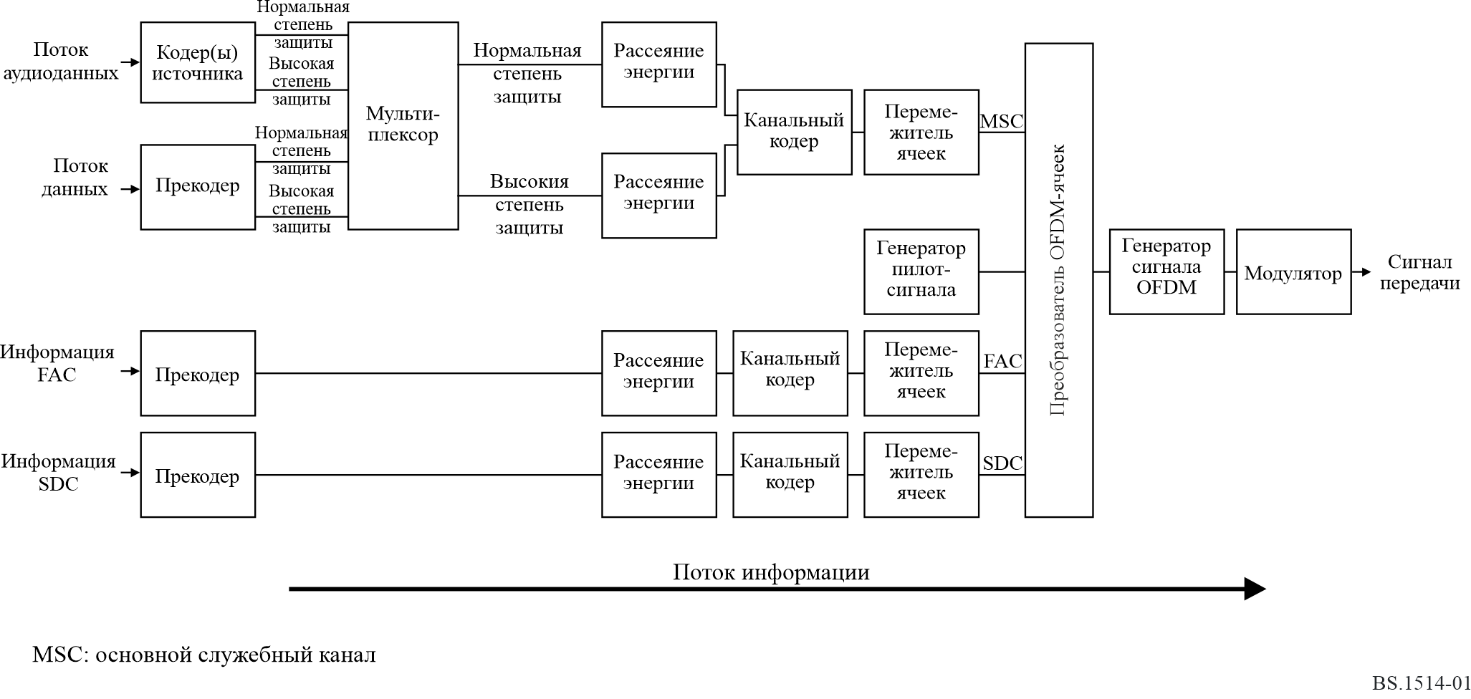 Поток
аудиоданных
Кодер(ы)
источника
Нормальная
степень
защиты
Высокая
степень
защиты
Поток
данных
Прекодер
Нормальная
степень
защиты
Высокая
степень
защиты
Мульти-
плексор
Нормальная
степень
защиты
Высокия
степень
защиты
Рассеяние
энергии
Рассеяние
энергии
Канальный
кодер
Переме-
житель
ячеек
MSC
Генератор
пилот-
сигнала
Информация
FAC
Прекодер
Рассеяние
энергии
Канальный
кодер
Переме-
житель
ячеек
FAC
Информация
SDC
Прекодер
Рассеяние
энергии
Канальный
кодер
Переме-
житель
ячеек
SDC
Преобразователь OFDM-ячеек
Генератор
сигнала
OFDM
Модулятор
Сигнал
передачи
Поток информации
MSC: основной служебный канал
BS.1514-01